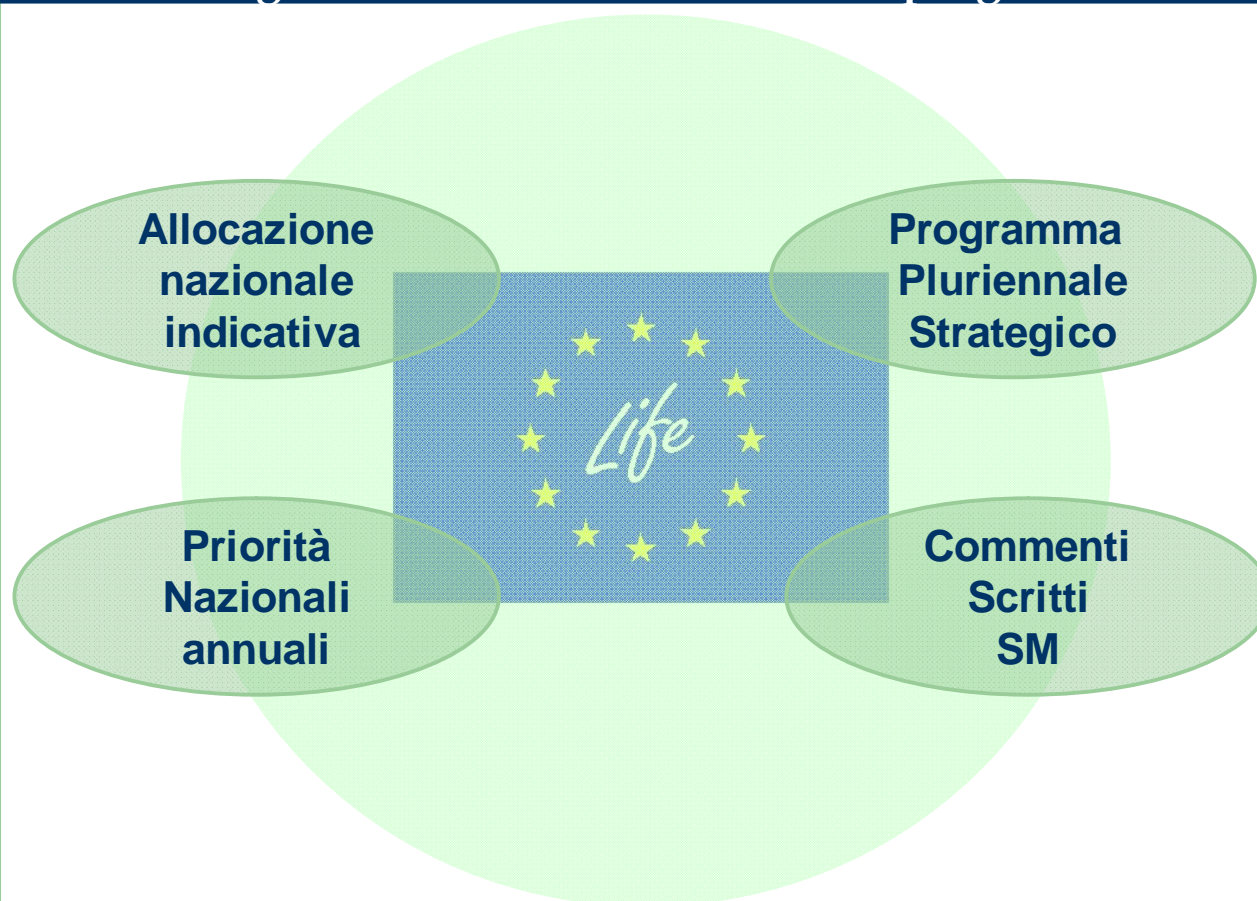 Allocazione
nazionale
indicativa
Programma
Pluriennale
Strategico
Life
Priorità
Nazionali
annuali
Commenti
Scritti
SM